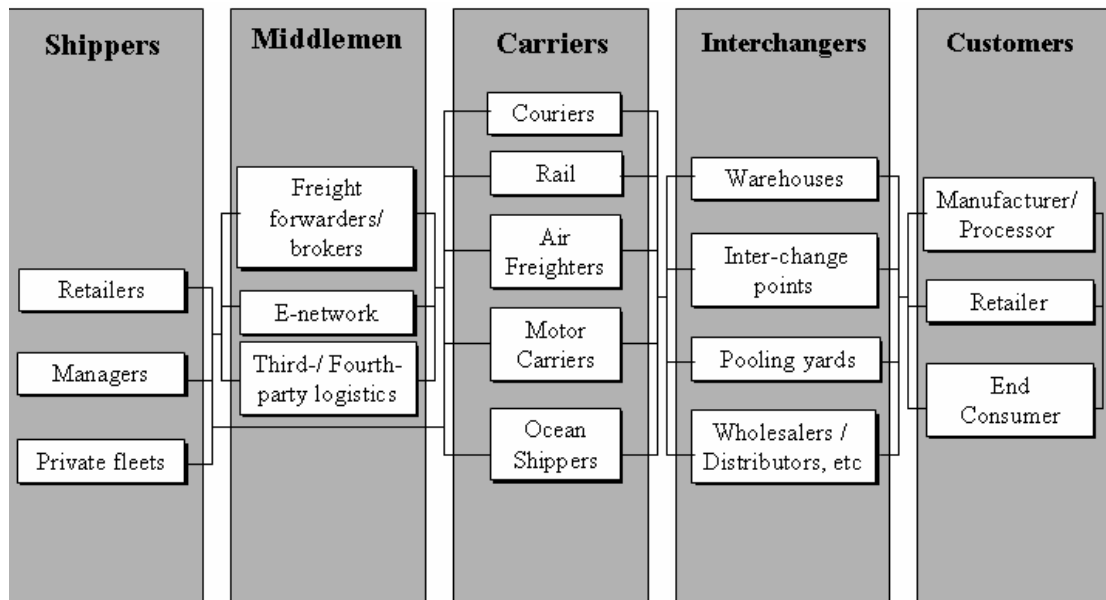 Shippers
Retailers
Managers
Private fleets
Middlemen
Freight
forwarders/
brokers
E-network
Third-/ Fourth-
party logistics
Carriers
Couriers
Rail
Air
Freighters
Motor
Carriers
Ocean
Shippers
Interchangers
Warehouses
Inter-change
points
Pooling yards
Wholesalers /
Distributors, etc
Customers
Manufacturer/
Processor
Retailer
End
Consumer